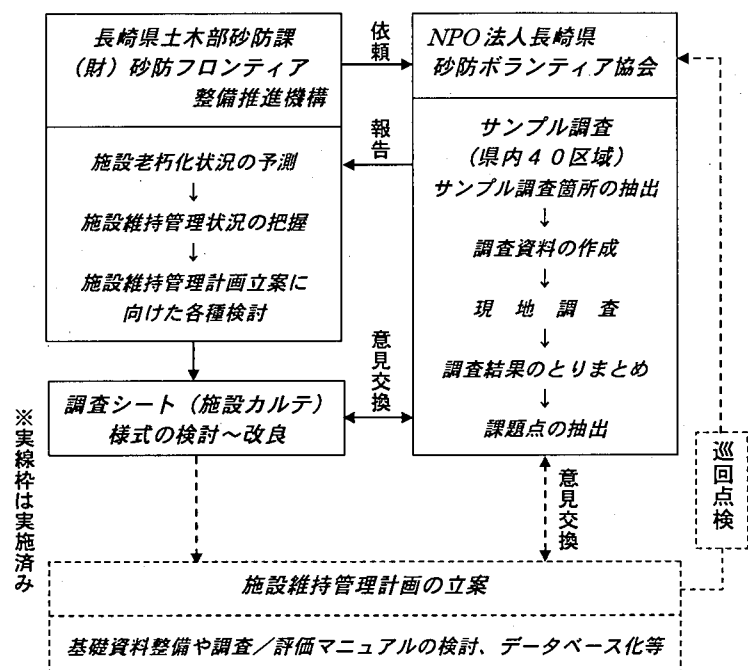 長崎県土木部砂防課
（財）砂防フロンティア
整備推進機構
施設老朽化状況の予測
↓
施設維持管理状況の把握
↓
施設維持管理計画立案に
向けた各種検討
依頼
報告
NPO法人長崎県
砂防ボランティア協会
サンプル調査
（県内４０区域）
サンプル調査箇所の抽出
↓
調査資料の作成
↓
現地調査
↓
調査結果のとりまとめ
↓
課題点の抽出
調査シート（施設カルテ）
様式の検討～改良
意見交換
意見交換
巡回点検
※実線枠は実施済み
施設維持管理計画の立案
基礎資料整備や調査／評価マニュアルの検討、データベース化等